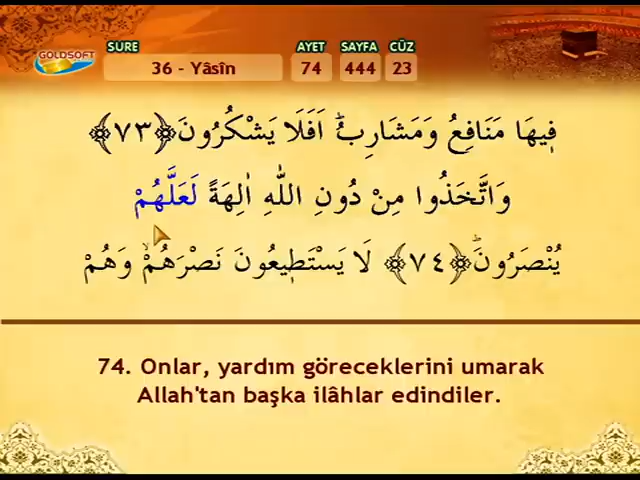 SURE AYET SAYFA CÜZ
GOLDSOFT 36 - Yâsîn 74 444 23
ف۪يهَا مَنَافِعُ وَمَشَارِبُۜ اَفَلَا يَشْكُرُونَ﴿٧٣﴾
وَاتَّخَذُوا مِنْ دُونِ اللّٰهِ اٰلِهَةً لَعَلَّهُمْ
يُنْصَرُونَۜ﴿٧٤﴾ لَا يَسْتَط۪يعُونَ نَصْرَهُمْۙ وَهُمْ
74. Onlar, yardım göreceklerini umarak
Allah'tan başka ilâhlar edindiler.